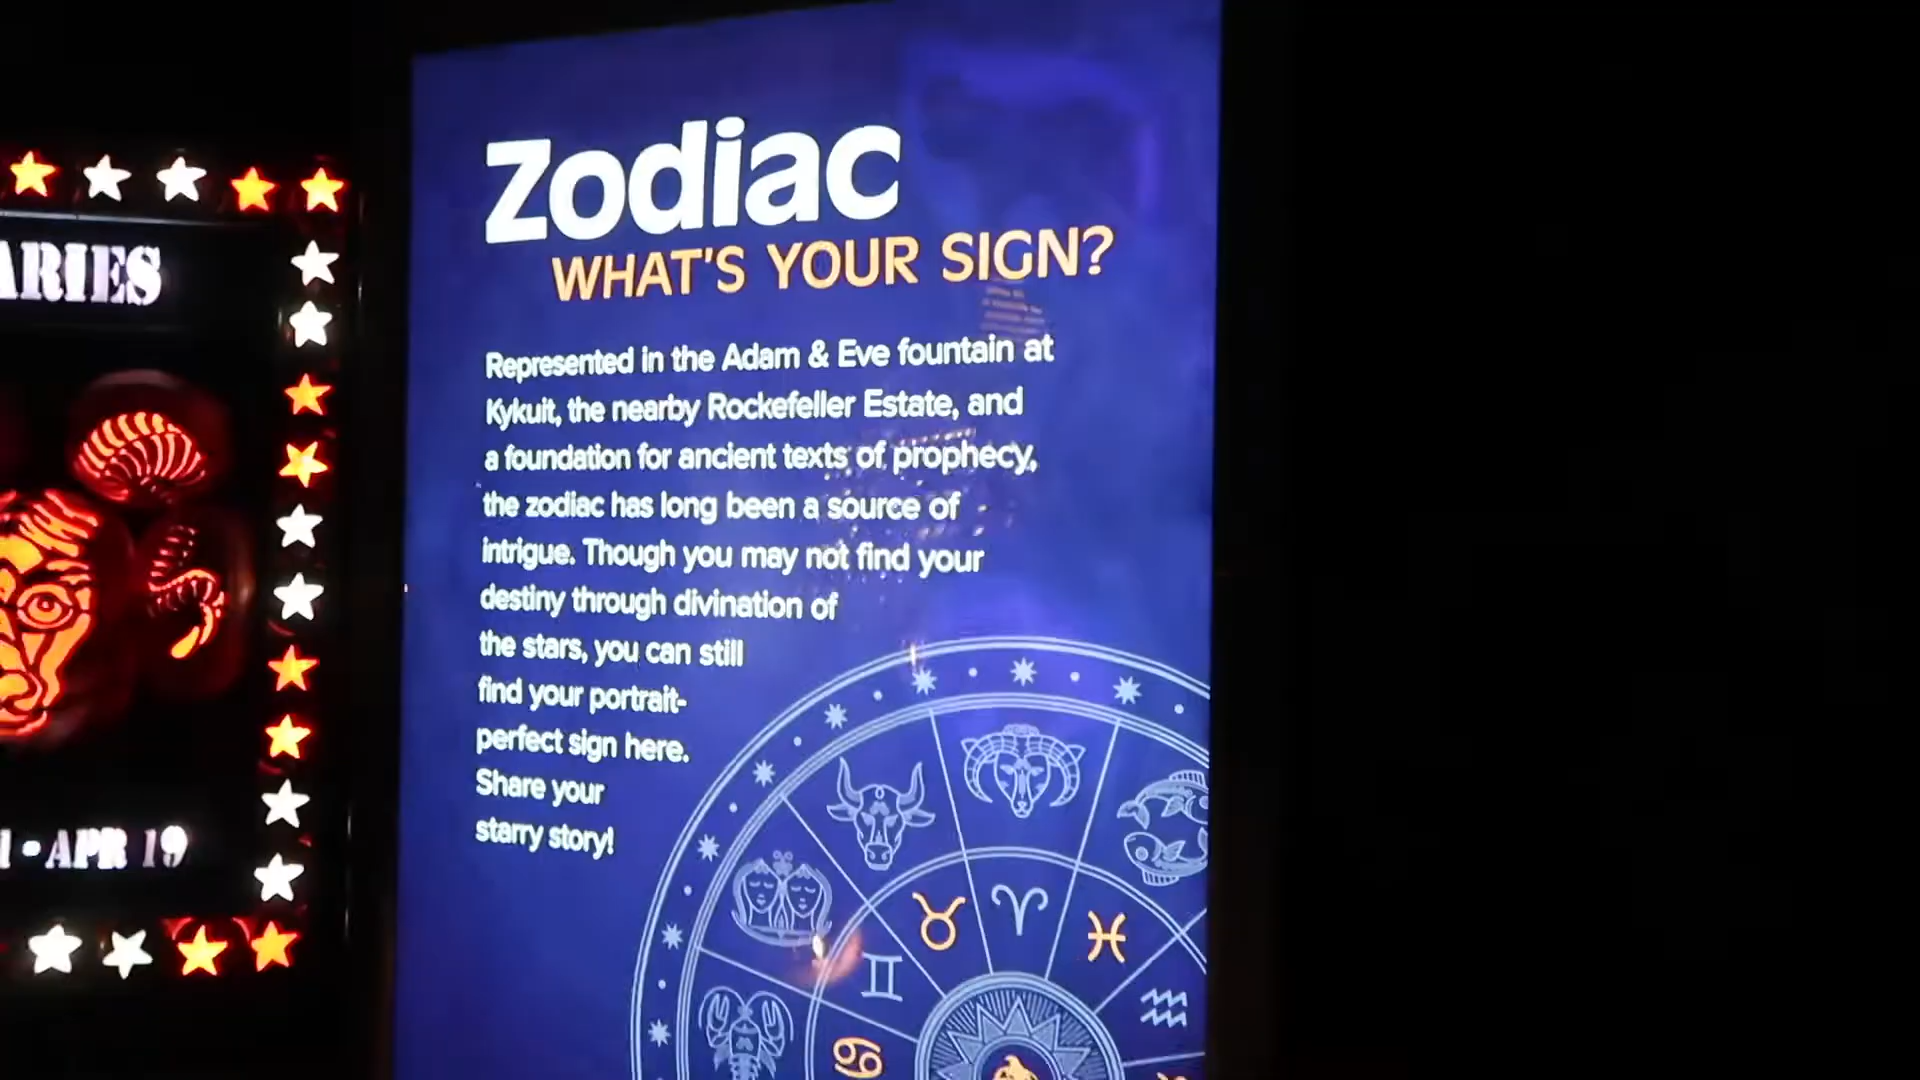 ARIES
- APR 19
Zodiac
WHAT'S YOUR SIGN?
Represented in the Adam & Eve fountain at
Kykuit, the nearby Rockefeller Estate, and
a foundation for ancient texts of prophecy,
the zodiac has long been a source of
intrigue. Though you may not find your
destiny through divination of
the stars, you can still
find your portrait-
perfect sign here.
Share your
starry story!